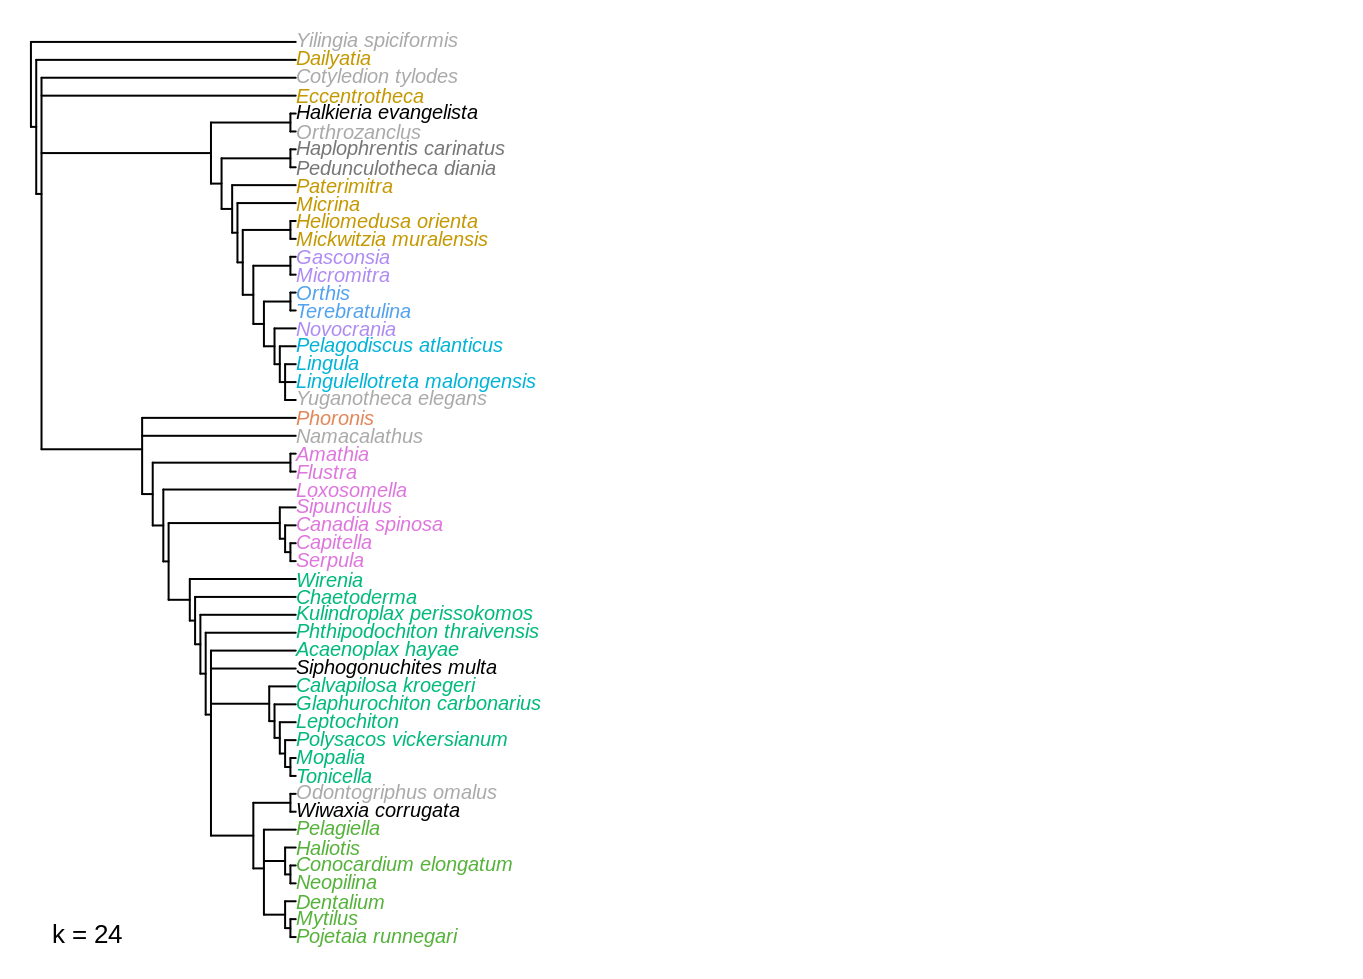 Yilingia spiciformis
Dailyatia
Cotyledion tylodes
Eccentrotheca
Halkieria evangelista
Orthrozanclus
Haplophrentis carinatus
Pedunculotheca diania
Paterimitra
Micrina
Heliomedusa orienta
Mickwitzia muralensis
Gasconsia
Micromitra
Orthis
Terebratulina
Novocrania
Pelagodiscus atlanticus
Lingula
Lingulellotreta malongensis
Yuganotheca elegans
Phoronis
Namacalathus
Amathia
Flustra
Loxosomella
Sipunculus
Canadia spinosa
Capitella
Serpula
Wirenia
Chaetoderma
Kulindroplax perissokomos
Phthipodochiton thraivensis
Acaenoplax hayae
Siphogonuchites multa
Calvapilosa kroegeri
Glaphurochiton carbonarius
Leptochiton
Polysacos vickersianum
Mopalia
Tonicella
Odontogriphus omalus
Wiwaxia corrugata
Pelagiella
Haliotis
Conocardium elongatum
Neopilina
Dentalium
Mytilus
Pojetaia runnegari
k = 24